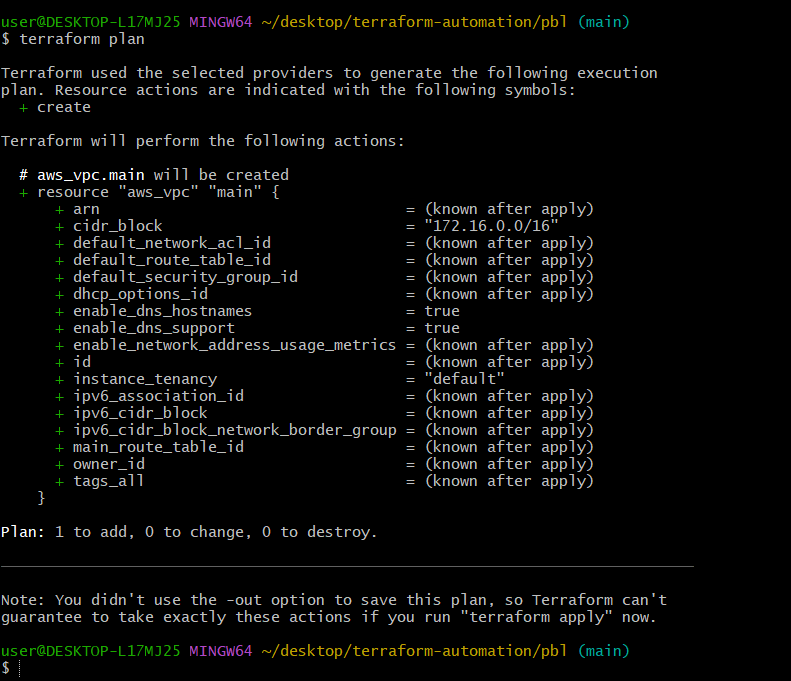 user@DESKTOP-L17MJ25 MINGW64 ~/desktop/terraform-automation/pbl (main)
$ terraform plan
Terraform used the selected providers to generate the following execution
plan. Resource actions are indicated with the following symbols:
  + create
Terraform will perform the following actions:
  # aws_vpc.main will be created
  + resource "aws_vpc" "main" {
      + arn                                  = (known after apply)
      + cidr_block                           = "172.16.0.0/16"
      + default_network_acl_id               = (known after apply)
      + default_route_table_id               = (known after apply)
      + default_security_group_id            = (known after apply)
      + dhcp_options_id                      = (known after apply)
      + enable_dns_hostnames                 = true
      + enable_dns_support                   = true
      + enable_network_address_usage_metrics = (known after apply)
      + id                                   = (known after apply)
      + instance_tenancy                     = "default"
      + ipv6_association_id                  = (known after apply)
      + ipv6_cidr_block                      = (known after apply)
      + ipv6_cidr_block_network_border_group = (known after apply)
      + main_route_table_id                  = (known after apply)
      + owner_id                             = (known after apply)
      + tags_all                             = (known after apply)
    }
Plan: 1 to add, 0 to change, 0 to destroy.
Note: You didn't use the -out option to save this plan, so Terraform can't
guarantee to take exactly these actions if you run "terraform apply" now.
user@DESKTOP-L17MJ25 MINGW64 ~/desktop/terraform-automation/pbl (main)
$